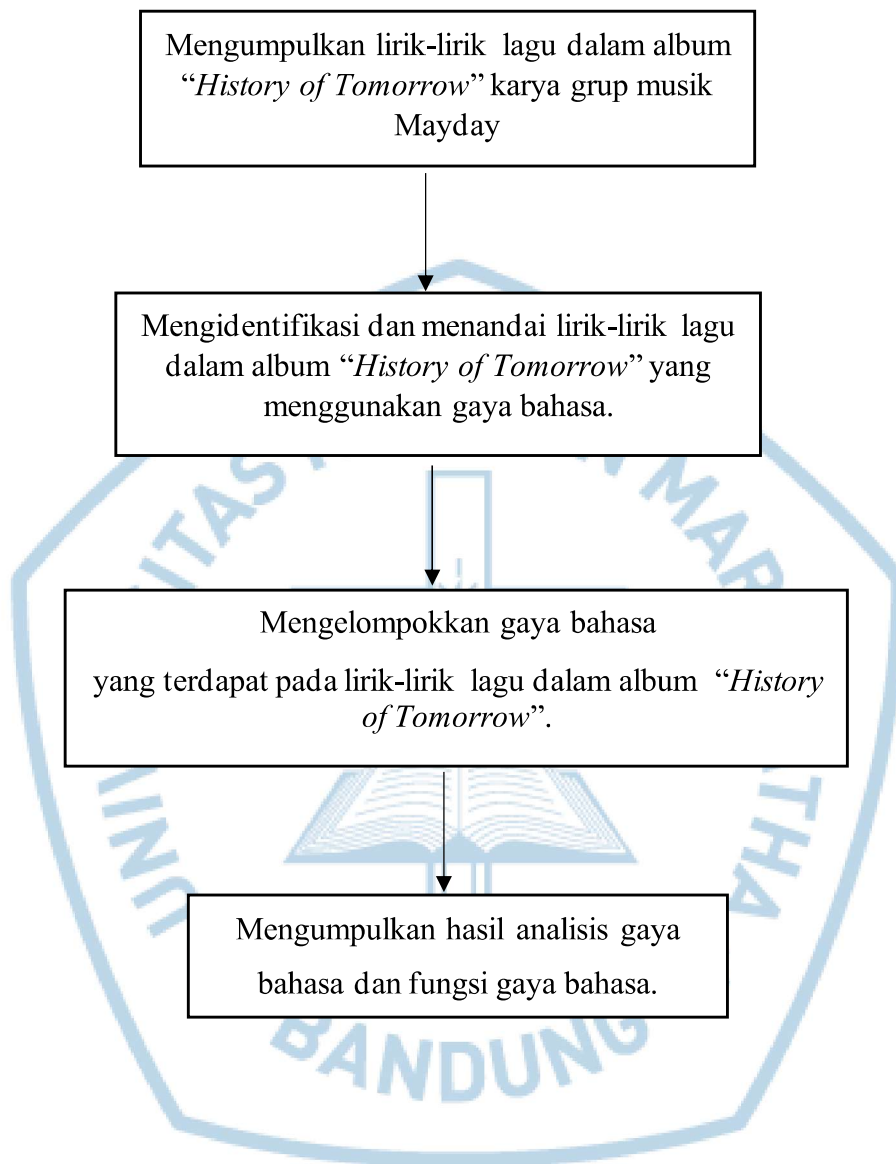 Mengumpulkan lirik-lirik lagu dalam album
“History of Tomorrow” karya grup musik
Mayday
Mengidentifikasi dan menandai lirik-lirik lagu
dalam album “History of Tomorrow” yang
menggunakan gaya bahasa.
Mengelompokkan gaya bahasa
yang terdapat pada lirik-lirik lagu dalam album “History
of Tomorrow”.
Mengumpulkan hasil analisis gaya
bahasa dan fungsi gaya bahasa.
BANDUNG